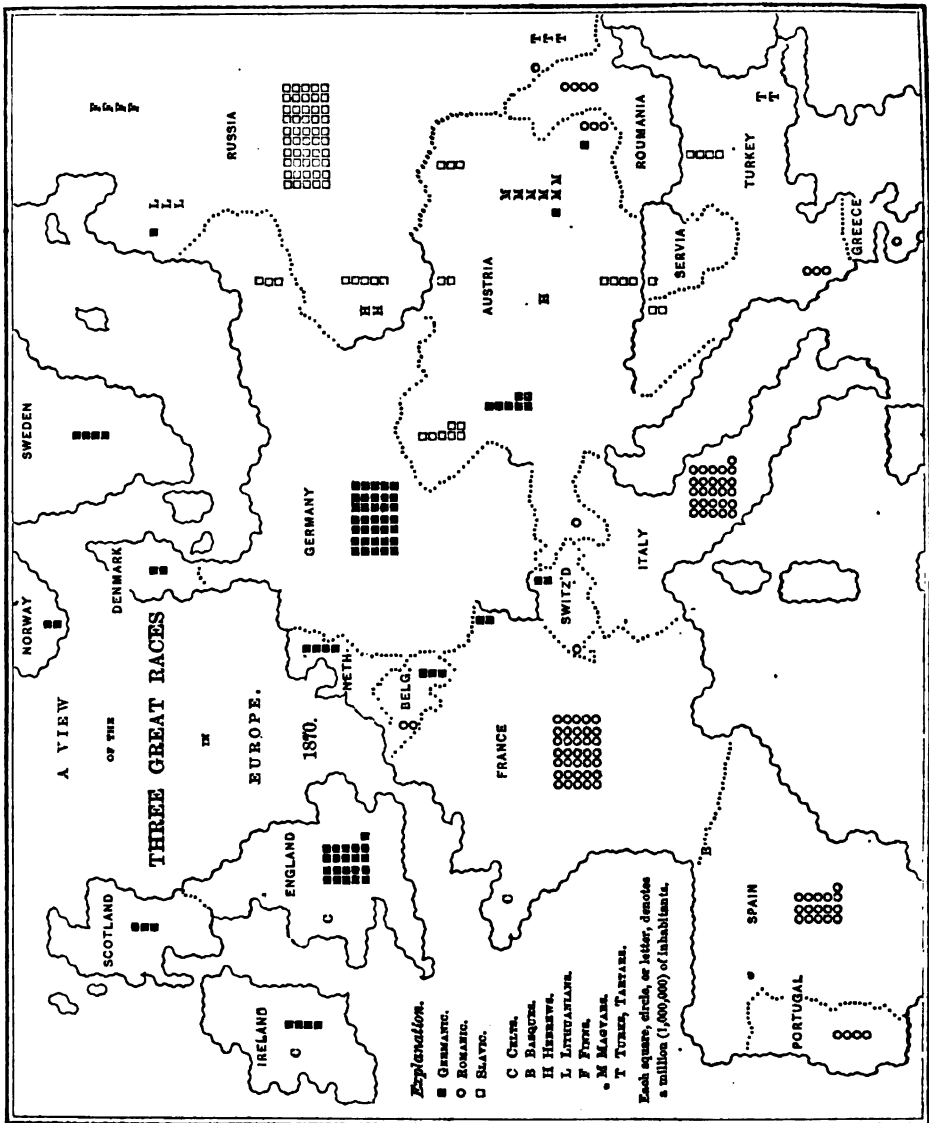 A VIEW
OF THE
THREE GREAT RACES
IN
EUROPE.
1870.
NORWAY
SWEDEN
DENMARK
SCOTLAND
IRELAND
ENGLAND
NETH.
BELG.
GERMANY
RUSSIA
FRANCE
SWITZ'D
AUSTRIA
ITALY
SERVIA
ROUMANIA
TURKEY
GREECE
SPAIN
PORTUGAL
F
F
F
F
L
L
L
C
C
C
B
H
H
H
M
M
M
M
M M
T
T
T
T
T
Explanation.
GERMANIC.
ROMANIC.
SLAVIC.
C CELTS.
B BASQUES.
H HEBREWS.
L LITHUANIANS.
F FINNS.
M MAGYARS.
T TURKS, TARTARS.
Each square, circle, or letter, denotes
a million (1,000,000) of inhabitants.